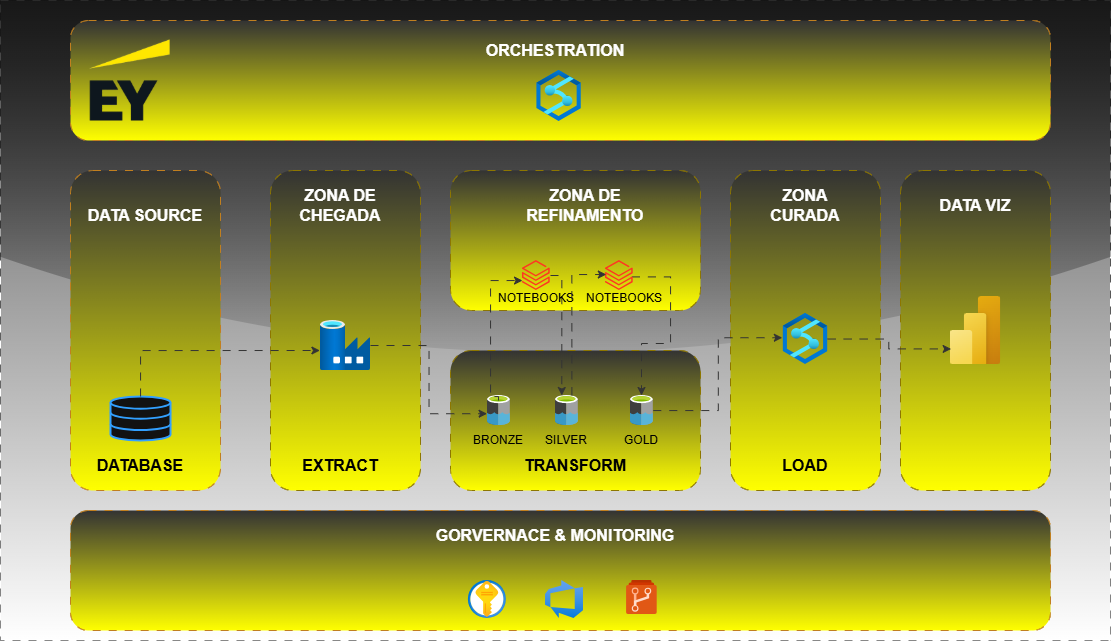 ORCHESTRATION
EY
DATA SOURCE
ZONA DE
CHEGADA
ZONA DE
REFINAMENTO
ZONA
CURADA
DATA VIZ
NOTEBOOKS
NOTEBOOKS
BRONZE
SILVER
GOLD
DATABASE
EXTRACT
TRANSFORM
LOAD
GORVERNACE & MONITORING